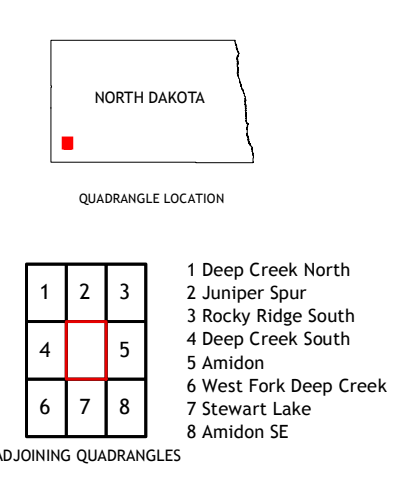 NORTH DAKOTA
QUADRANGLE LOCATION
1 2 3
4 5
6 7 8
1 Deep Creek North
2 Juniper Spur
3 Rocky Ridge South
4 Deep Creek South
5 Amidon
6 West Fork Deep Creek
7 Stewart Lake
8 Amidon SE
ADJOINING QUADRANGLES